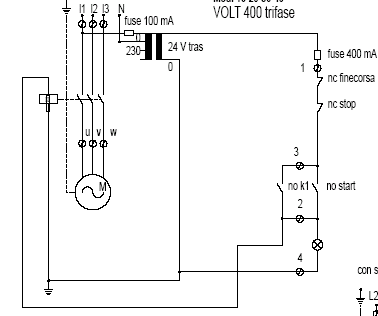 VOLT 400 trifase
l1 l2 l3 N
fuse 100 mA
230
24 V tras
0
fuse 400 mA
1
nc finecorsa
nc stop
u v w
3
M
no k1
no start
2
4
con s
L2